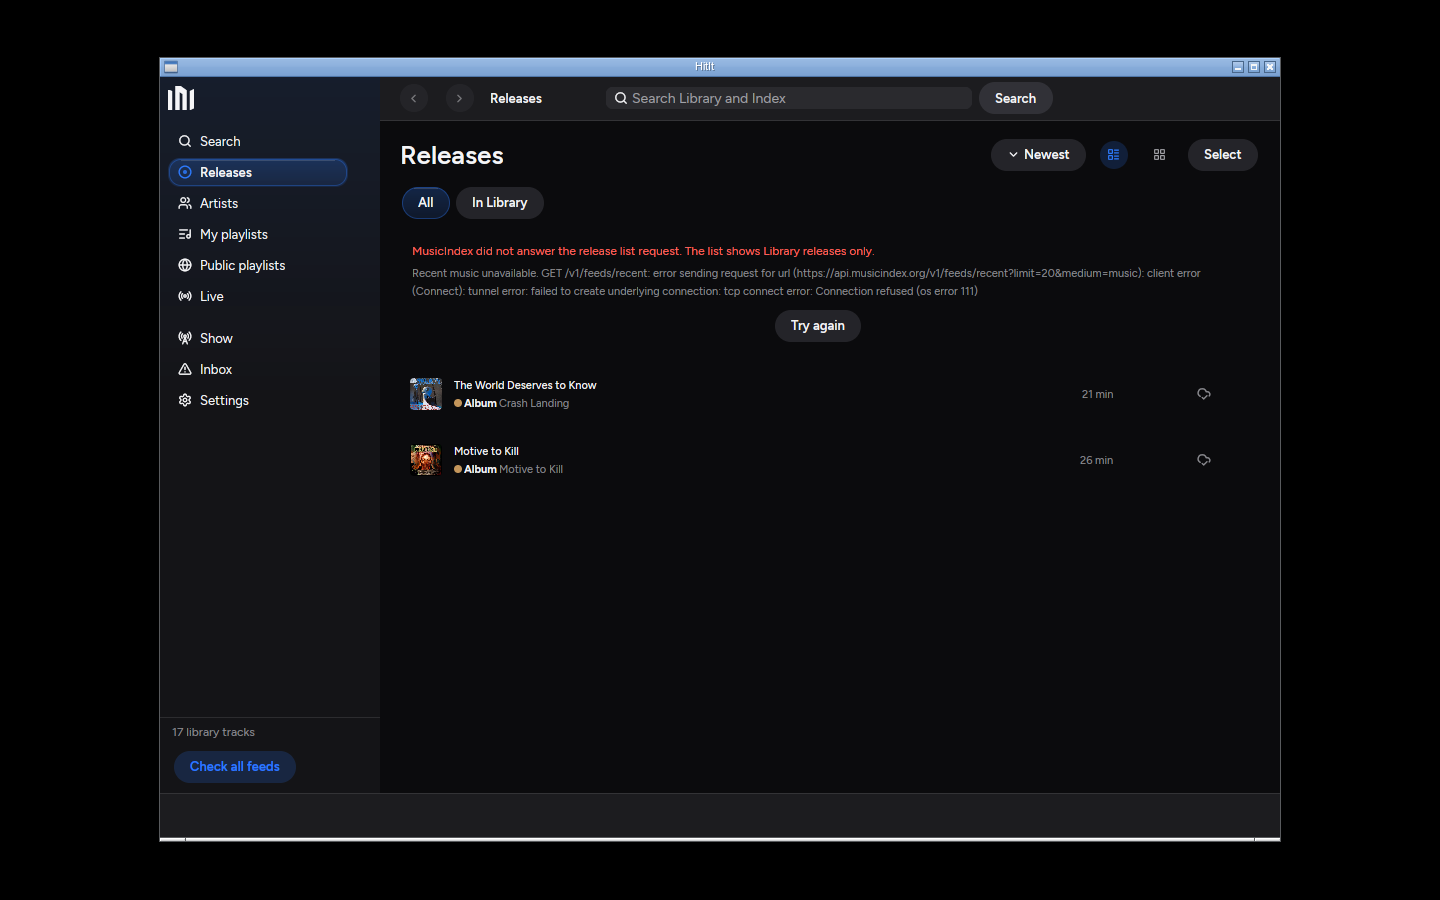 HitIt
Releases
Search Library and Index
Search
Search
Releases
Artists
My playlists
Public playlists
Live
Show
Inbox
Settings
17 library tracks
Check all feeds
Releases
Newest
Select
All
In Library
MusicIndex did not answer the release list request. The list shows Library releases only.
Recent music unavailable. GET /v1/feeds/recent: error sending request for url (https://api.musicindex.org/v1/feeds/recent?limit=20&medium=music): client error
(Connect): tunnel error: failed to create underlying connection: tcp connect error: Connection refused (os error 111)
Try again
The World Deserves to Know
Album Crash Landing
21 min
Motive to Kill
Album Motive to Kill
26 min